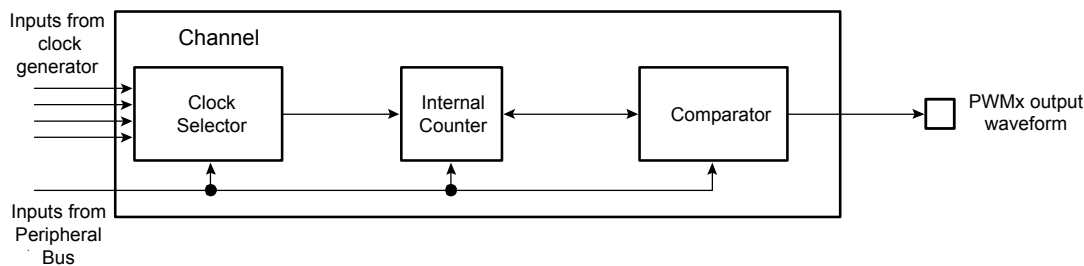 Inputs from
clock
generator
Channel
Clock
Selector
Internal
Counter
Comparator
PWMx output
waveform
Inputs from
Peripheral
Bus